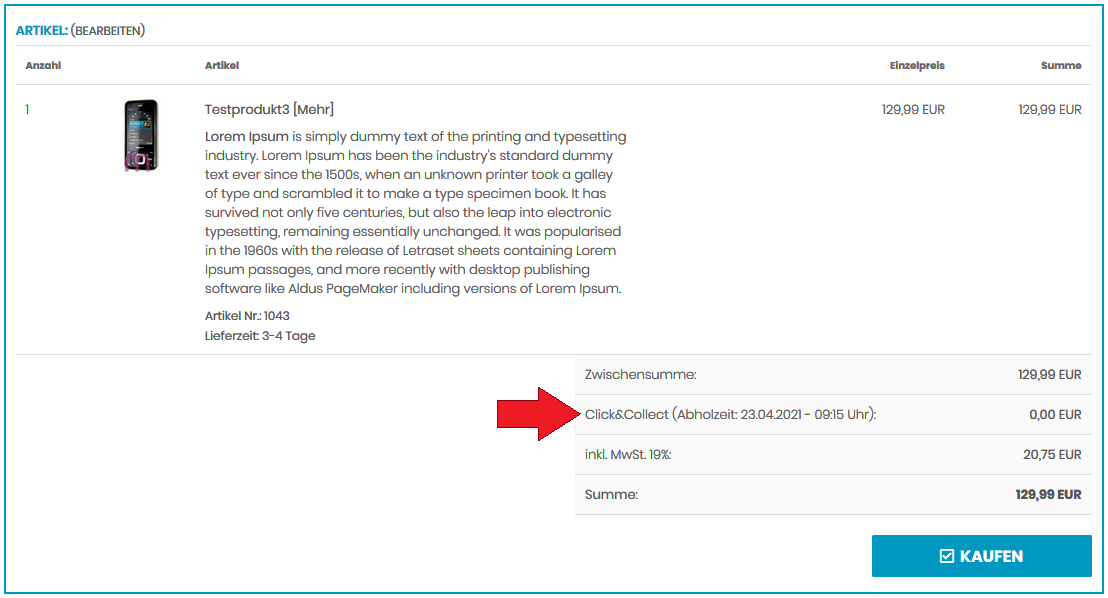 ARTIKEL: (BEARBEITEN)
Anzahl Artikel Einzelpreis Summe
1 Testprodukt3 [Mehr] 129,99 EUR 129,99 EUR
Lorem Ipsum is simply dummy text of the printing and typesetting
industry. Lorem Ipsum has been the industry's standard dummy
text ever since the 1500s, when an unknown printer took a galley
of type and scrambled it to make a type specimen book. It has
survived not only five centuries, but also the leap into electronic
typesetting, remaining essentially unchanged. It was popularised
in the 1960s with the release of Letraset sheets containing Lorem
Ipsum passages, and more recently with desktop publishing
software like Aldus PageMaker including versions of Lorem Ipsum.
Artikel Nr.: 1043
Lieferzeit: 3-4 Tage
Zwischensumme: 129,99 EUR
Click&Collect (Abholzeit: 23.04.2021 - 09:15 Uhr): 0,00 EUR
inkl. MwSt. 19%: 20,75 EUR
Summe: 129,99 EUR
KAUFEN